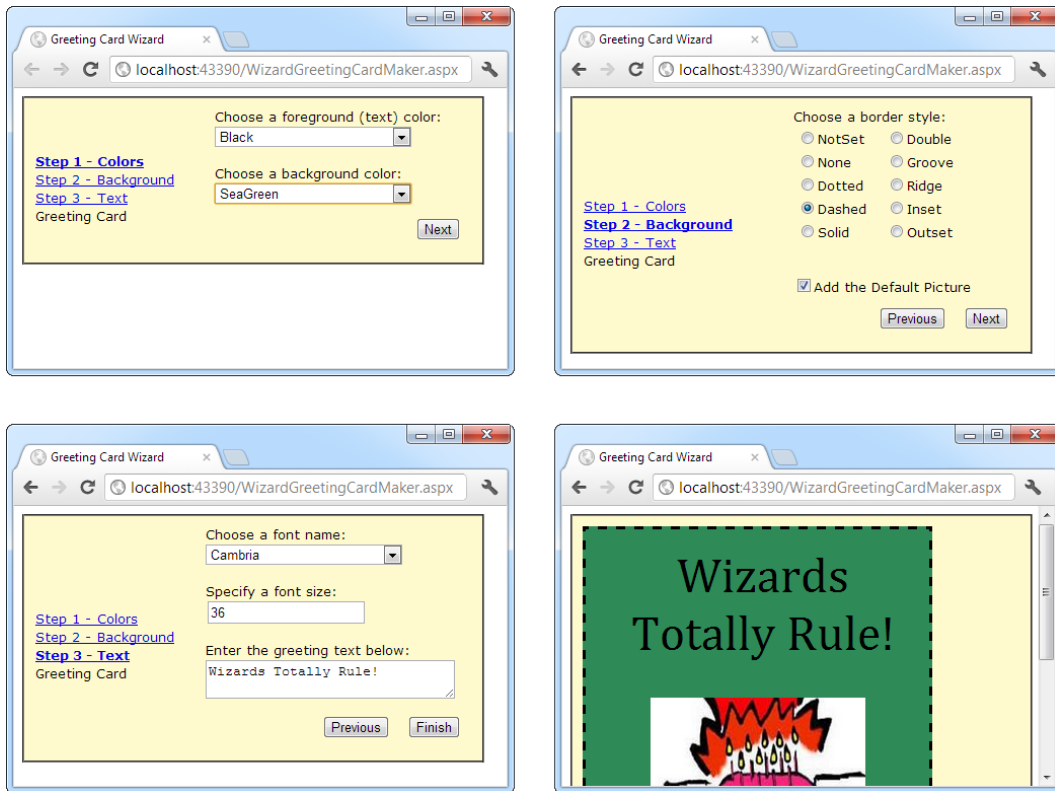 Greeting Card Wizard
localhost:43390/WizardGreetingCardMaker.aspx
Choose a foreground (text) color:
Black
Choose a background color:
SeaGreen
Step 1 - Colors
Step 2 - Background
Step 3 - Text
Greeting Card
Next
Greeting Card Wizard
localhost:43390/WizardGreetingCardMaker.aspx
Step 1 - Colors
Step 2 - Background
Step 3 - Text
Greeting Card
Choose a border style:
NotSet Double
None Groove
Dotted Ridge
Dashed Inset
Solid Outset
Add the Default Picture
Previous Next
Greeting Card Wizard
localhost:43390/WizardGreetingCardMaker.aspx
Step 1 - Colors
Step 2 - Background
Step 3 - Text
Greeting Card
Choose a font name:
Cambria
Specify a font size:
36
Enter the greeting text below:
Wizards Totally Rule!
Previous Finish
Greeting Card Wizard
localhost:43390/WizardGreetingCardMaker.aspx
Wizards
Totally Rule!